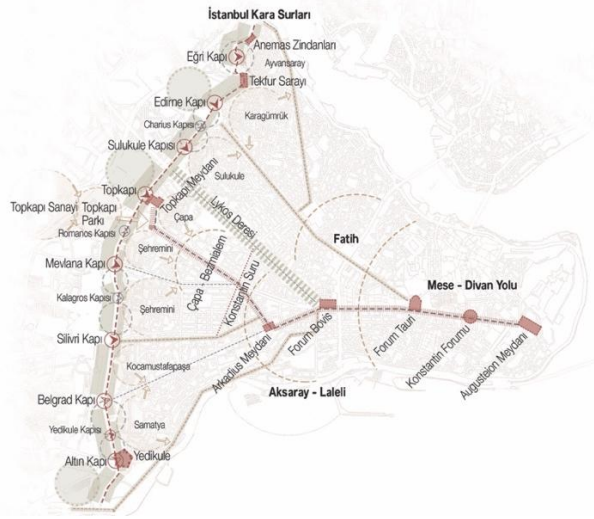 İstanbul Kara Surları
Anemas Zindanları
Eğri Kapı
Ayvansaray
Tekfur Sarayı
Edirne Kapı
Karagümrük
Charius Kapısı
Sulukule Kapısı
Sulukule
Topkapı
Topkapı Meydanı
Topkapı Sanayi
Topkapı
Parkı
Çapa
Lykos Deresi
Romanos Kapısı
Fatih
Şehremini
Çapa - Bezmialem
Mevlana Kapı
Konstantin Suru
Mese - Divan Yolu
Kalagros Kapısı
Şehremini
Silivri Kapı
Arkadius Meydanı
Forum Bovis
Forum Tauri
Konstantin Forumu
Augusteion Meydanı
Kocamustafapaşa
Aksaray - Laleli
Belgrad Kapı
Yedikule Kapısı
Samatya
Altın Kapı
Yedikule